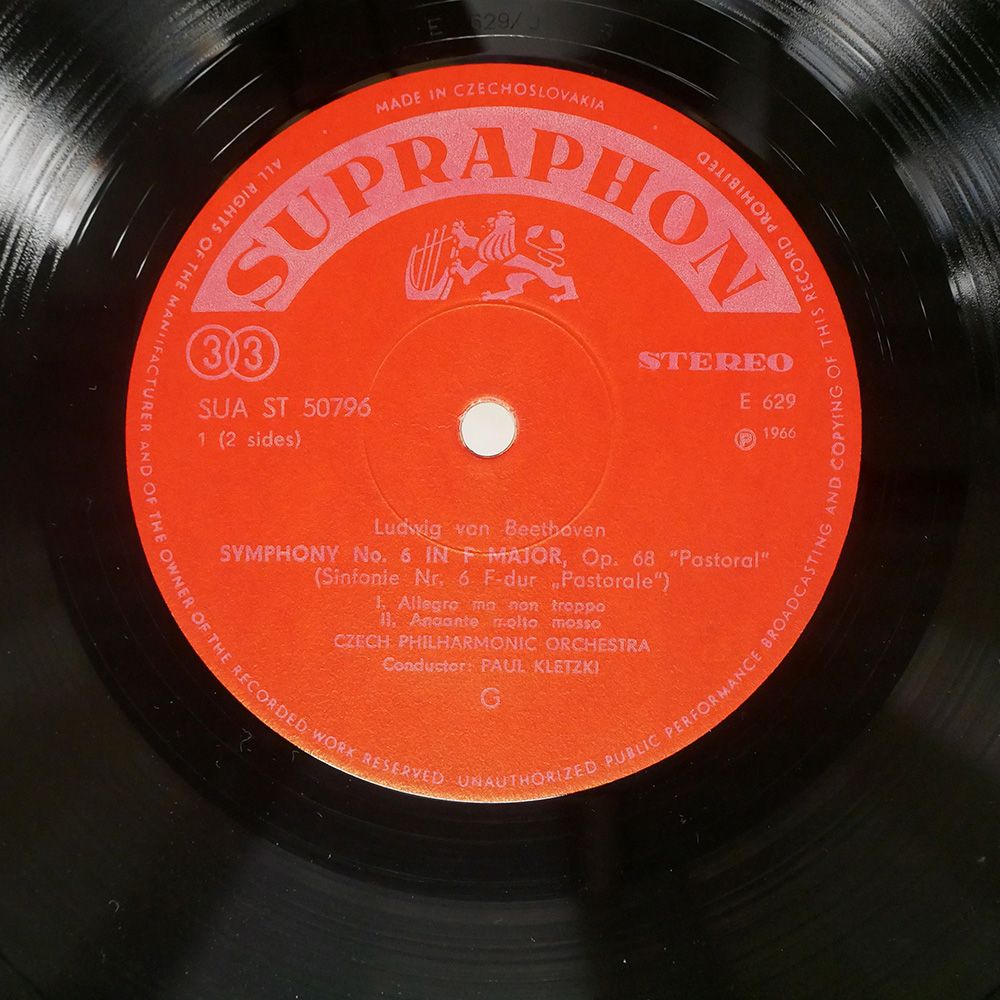 E 629/J 3
MADE IN CZECHOSLOVAKIA
SUPRAPHON
33
STEREO
SUA ST 50796
E 629
1 (2 sides)
Ⓟ 1966
Ludwig van Beethoven
SYMPHONY No. 6 IN F MAJOR, Op. 68 "Pastoral"
(Sinfonie Nr. 6 F-dur „Pastorale")
I. Allegro ma non troppo
II. Andante molto mosso
CZECH PHILHARMONIC ORCHESTRA
Conductor: PAUL KLETZKI
G
ALL RIGHTS OF THE MANUFACTURER AND OF THE OWNER OF THE RECORDED WORK RESERVED UNAUTHORIZED PUBLIC PERFORMANCE BROADCASTING AND COPYING OF THIS RECORD PROHIBITED